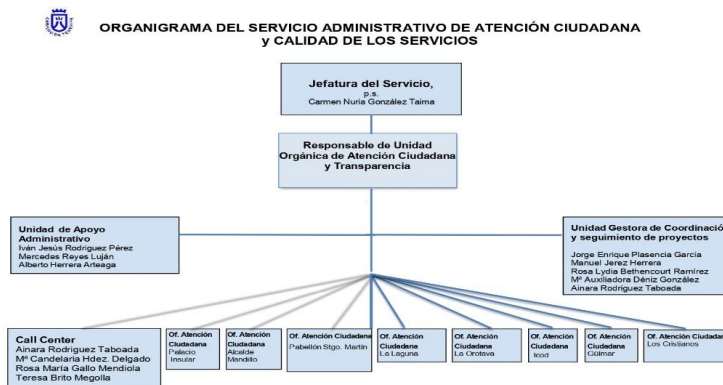 ORGANIGRAMA DEL SERVICIO ADMINISTRATIVO DE ATENCIÓN CIUDADANA
y CALIDAD DE LOS SERVICIOS
Jefatura del Servicio,
p.s.
Carmen Nuria González Taima
Responsable de Unidad
Orgánica de Atención Ciudadana
y Transparencia
Unidad de Apoyo
Administrativo
Iván Jesús Rodríguez Pérez
Mercedes Reyes Luján
Alberto Herrera Arteaga
Unidad Gestora de Coordinació
y seguimiento de proyectos
Jorge Enrique Plasencia García
Manuel Jerez Herrera
Rosa Lydia Bethencourt Ramírez
Mª Auxiliadora Déniz González
Ainara Rodríguez Taboada
Call Center
Ainara Rodríguez Taboada
Mª Candelaria Hdez. Delgado
Rosa María Gallo Mendiola
Teresa Brito Megolla
Of. Atención
Ciudadana
Palacio
Insular
Of. Atención
Ciudadana
Alcalde
Mandillo
Of. Atención Ciudadana
Pabellón Stgo. Martín
Of. Atención
Ciudadana
La Laguna
Of. Atención
Ciudadana
La Orotava
Of. Atención
Ciudadana
Icod
Of. Atención
Ciudadana
Güímar
Of. Atención Ciudadana
Los Cristianos